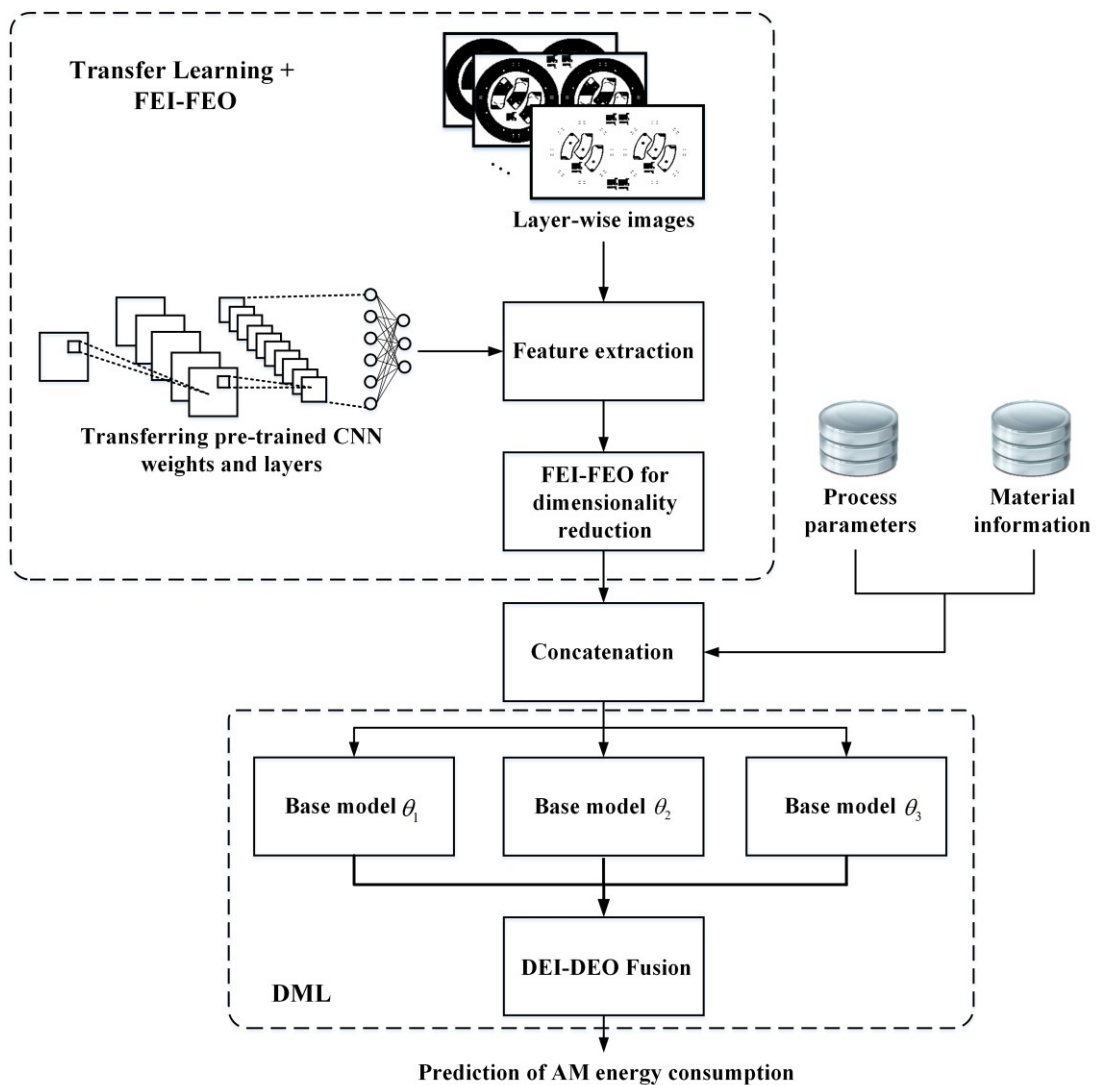 Transfer Learning +
FEI-FEO
Layer-wise images
Feature extraction
Transferring pre-trained CNN
weights and layers
FEI-FEO for
dimensionality
reduction
Process
parameters
Material
information
Concatenation
Base model θ₁
Base model θ₂
Base model θ₃
DEI-DEO Fusion
DML
Prediction of AM energy consumption